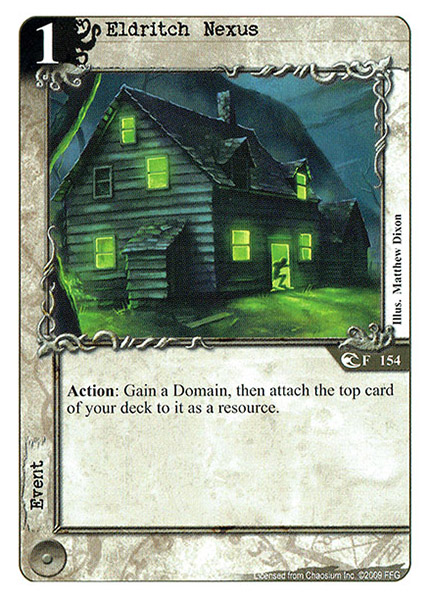 1
Eldritch Nexus
Illus. Matthew Dixon
F 154
Action: Gain a Domain, then attach the top card
of your deck to it as a resource.
Event
Licensed from Chaosium Inc. ©2009 FFG